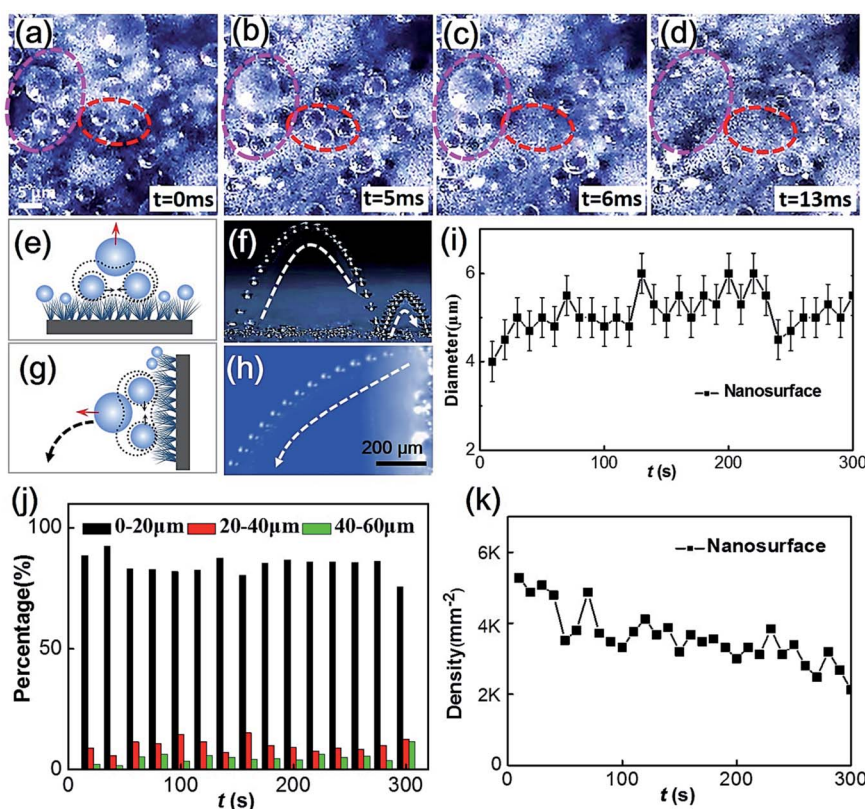 (a)
(b)
(c)
(d)
5 µm
t=0ms
t=5ms
t=6ms
t=13ms
(e)
(f)
(g)
(h)
200 µm
(i)
Diameter(µm)
6
4
2
0
100
200
300
t (s)
Nanosurface
(j)
Percentage(%)
100
50
0
0-20µm
20-40µm
40-60µm
0
100
200
300
t (s)
(k)
Density(mm-2)
6K
4K
2K
0
100
200
300
t (s)
Nanosurface